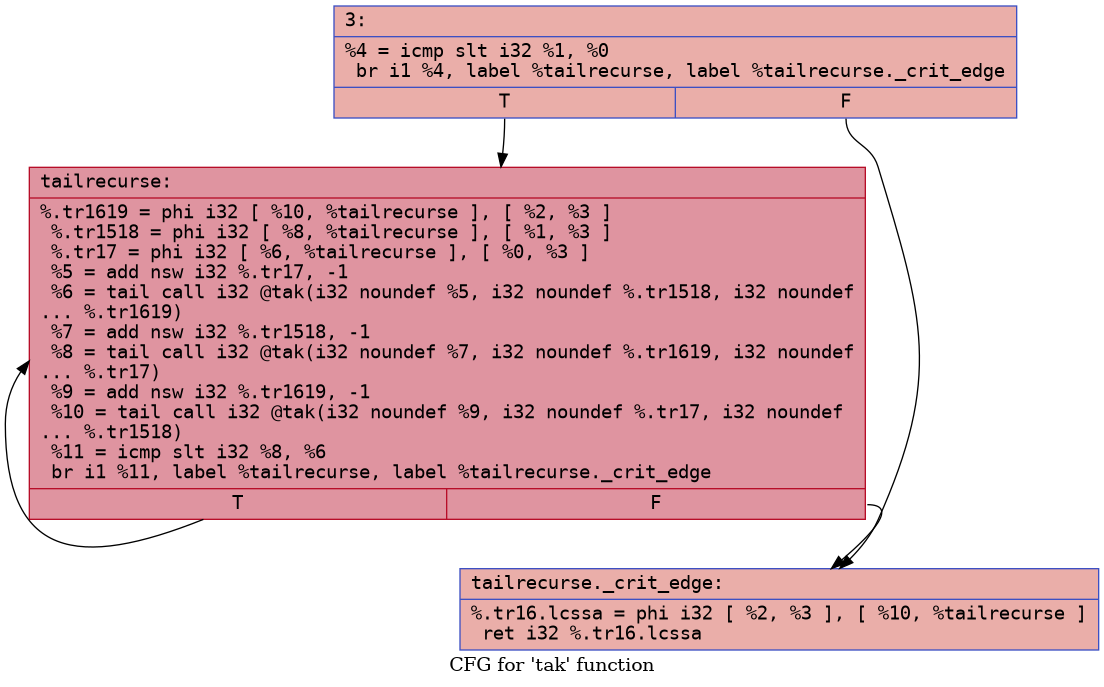 3:
%4 = icmp slt i32 %1, %0
br i1 %4, label %tailrecurse, label %tailrecurse._crit_edge
T
F
tailrecurse:
%.tr1619 = phi i32 [ %10, %tailrecurse ], [ %2, %3 ]
%.tr1518 = phi i32 [ %8, %tailrecurse ], [ %1, %3 ]
%.tr17 = phi i32 [ %6, %tailrecurse ], [ %0, %3 ]
%5 = add nsw i32 %.tr17, -1
%6 = tail call i32 @tak(i32 noundef %5, i32 noundef %.tr1518, i32 noundef
... %.tr1619)
%7 = add nsw i32 %.tr1518, -1
%8 = tail call i32 @tak(i32 noundef %7, i32 noundef %.tr1619, i32 noundef
... %.tr17)
%9 = add nsw i32 %.tr1619, -1
%10 = tail call i32 @tak(i32 noundef %9, i32 noundef %.tr17, i32 noundef
... %.tr1518)
%11 = icmp slt i32 %8, %6
br i1 %11, label %tailrecurse, label %tailrecurse._crit_edge
T
F
tailrecurse._crit_edge:
%.tr16.lcssa = phi i32 [ %2, %3 ], [ %10, %tailrecurse ]
ret i32 %.tr16.lcssa
CFG for 'tak' function